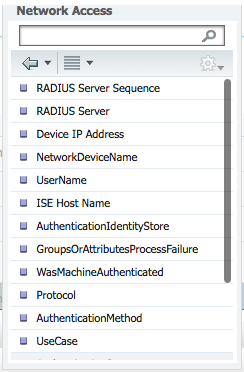 Network Access
RADIUS Server Sequence
RADIUS Server
Device IP Address
NetworkDeviceName
UserName
ISE Host Name
AuthenticationIdentityStore
GroupsOrAttributesProcessFailure
WasMachineAuthenticated
Protocol
AuthenticationMethod
UseCase